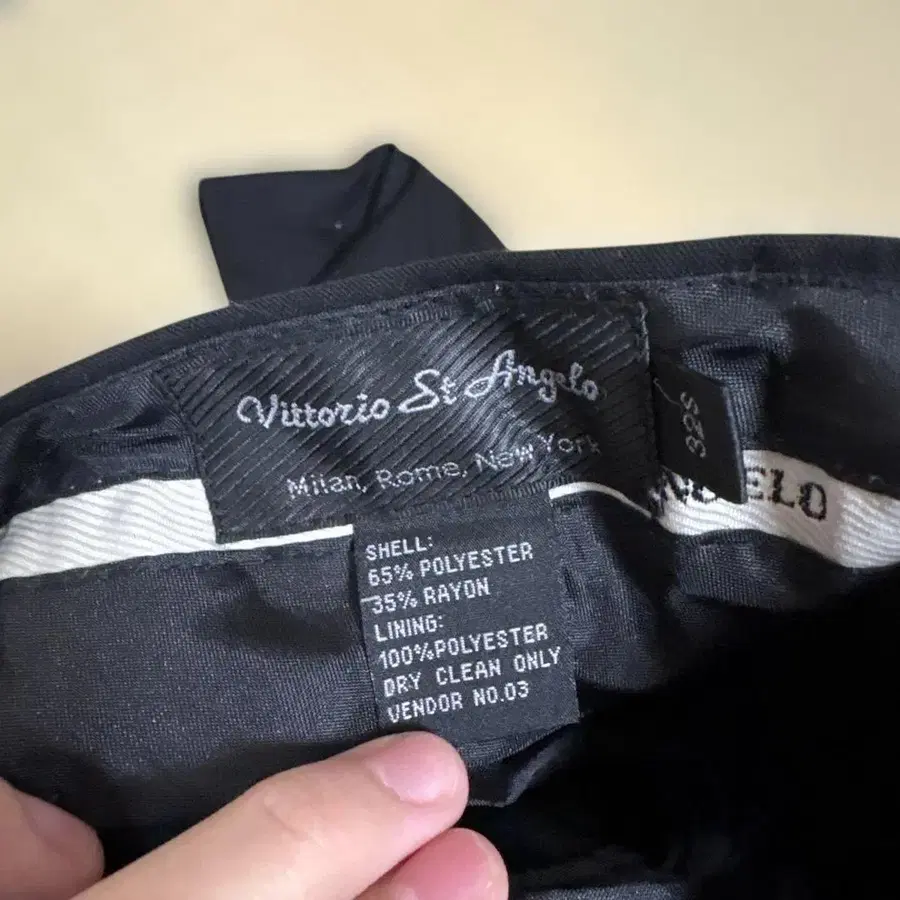 Vittorio St Angelo
Milan, Rome, New York
32S
ELO
SHELL:
65% POLYESTER
35% RAYON
LINING:
100%POLYESTER
DRY CLEAN ONLY
VENDOR NO.03